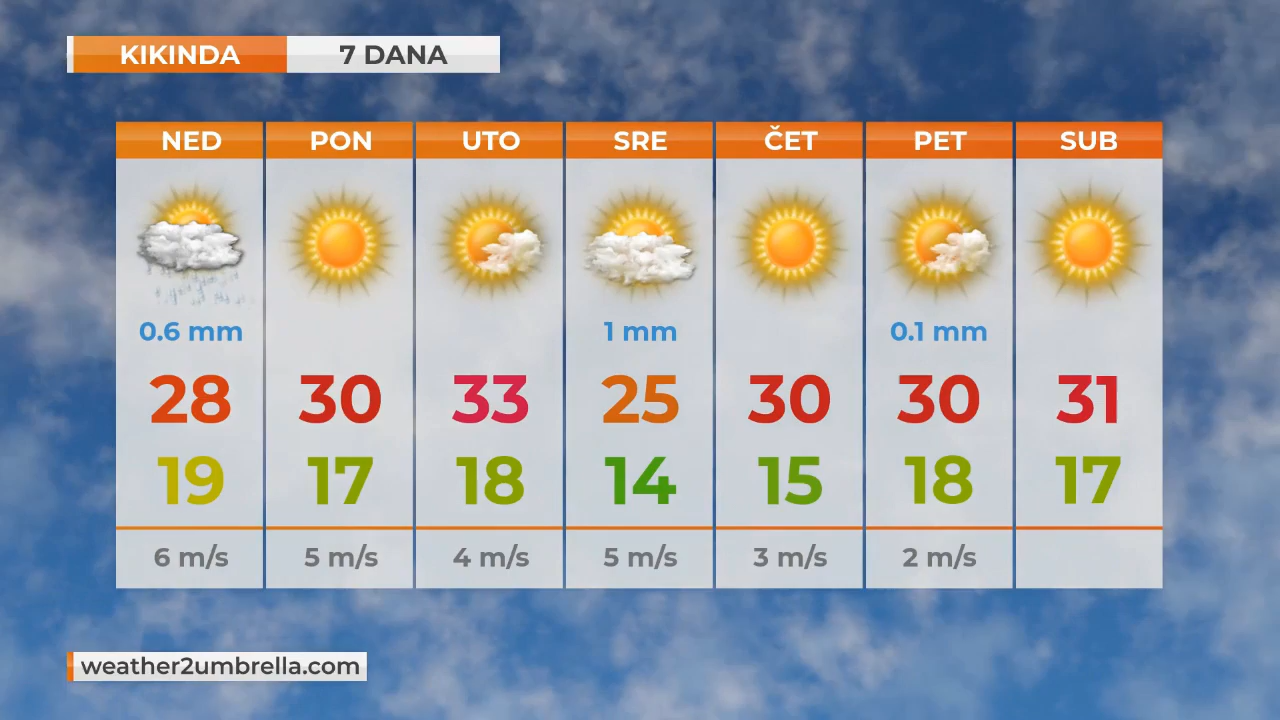 KIKINDA 7 DANA
NED PON UTO SRE ČET PET SUB
0.6 mm 1 mm 0.1 mm
28 30 33 25 30 30 31
19 17 18 14 15 18 17
6 m/s 5 m/s 4 m/s 5 m/s 3 m/s 2 m/s
weather2umbrella.com